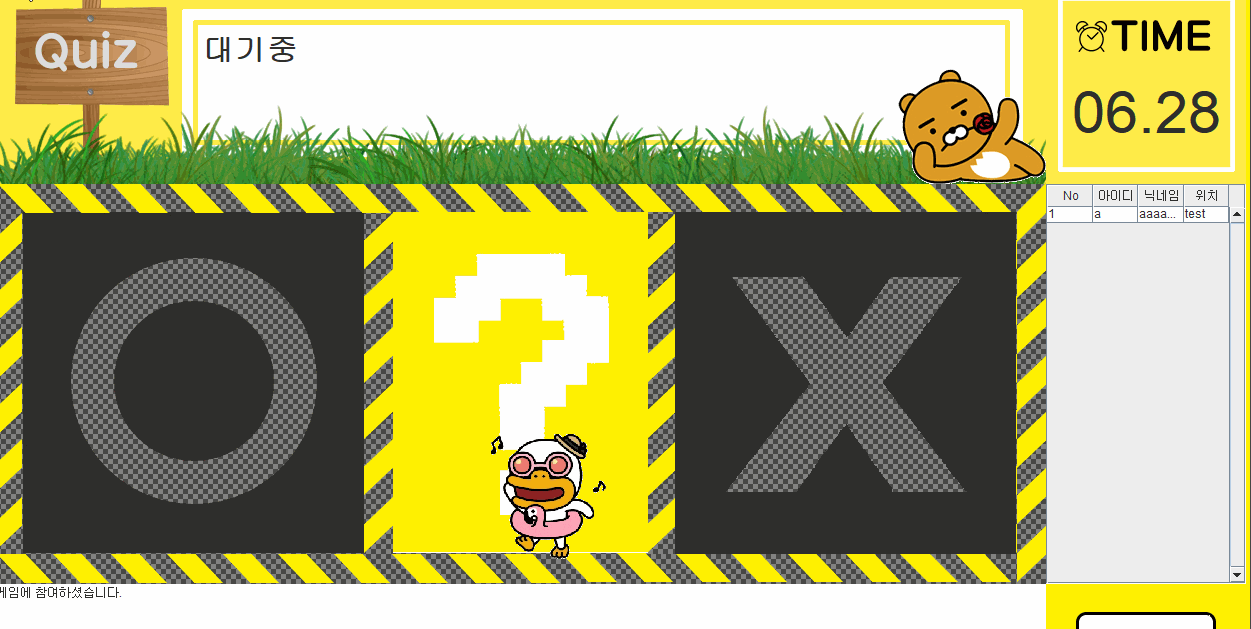 Quiz
대기중
TIME
06.28
No 아이디 닉네임 위치
1 a aaaa... test
O ? X
게임에 참여하셨습니다.